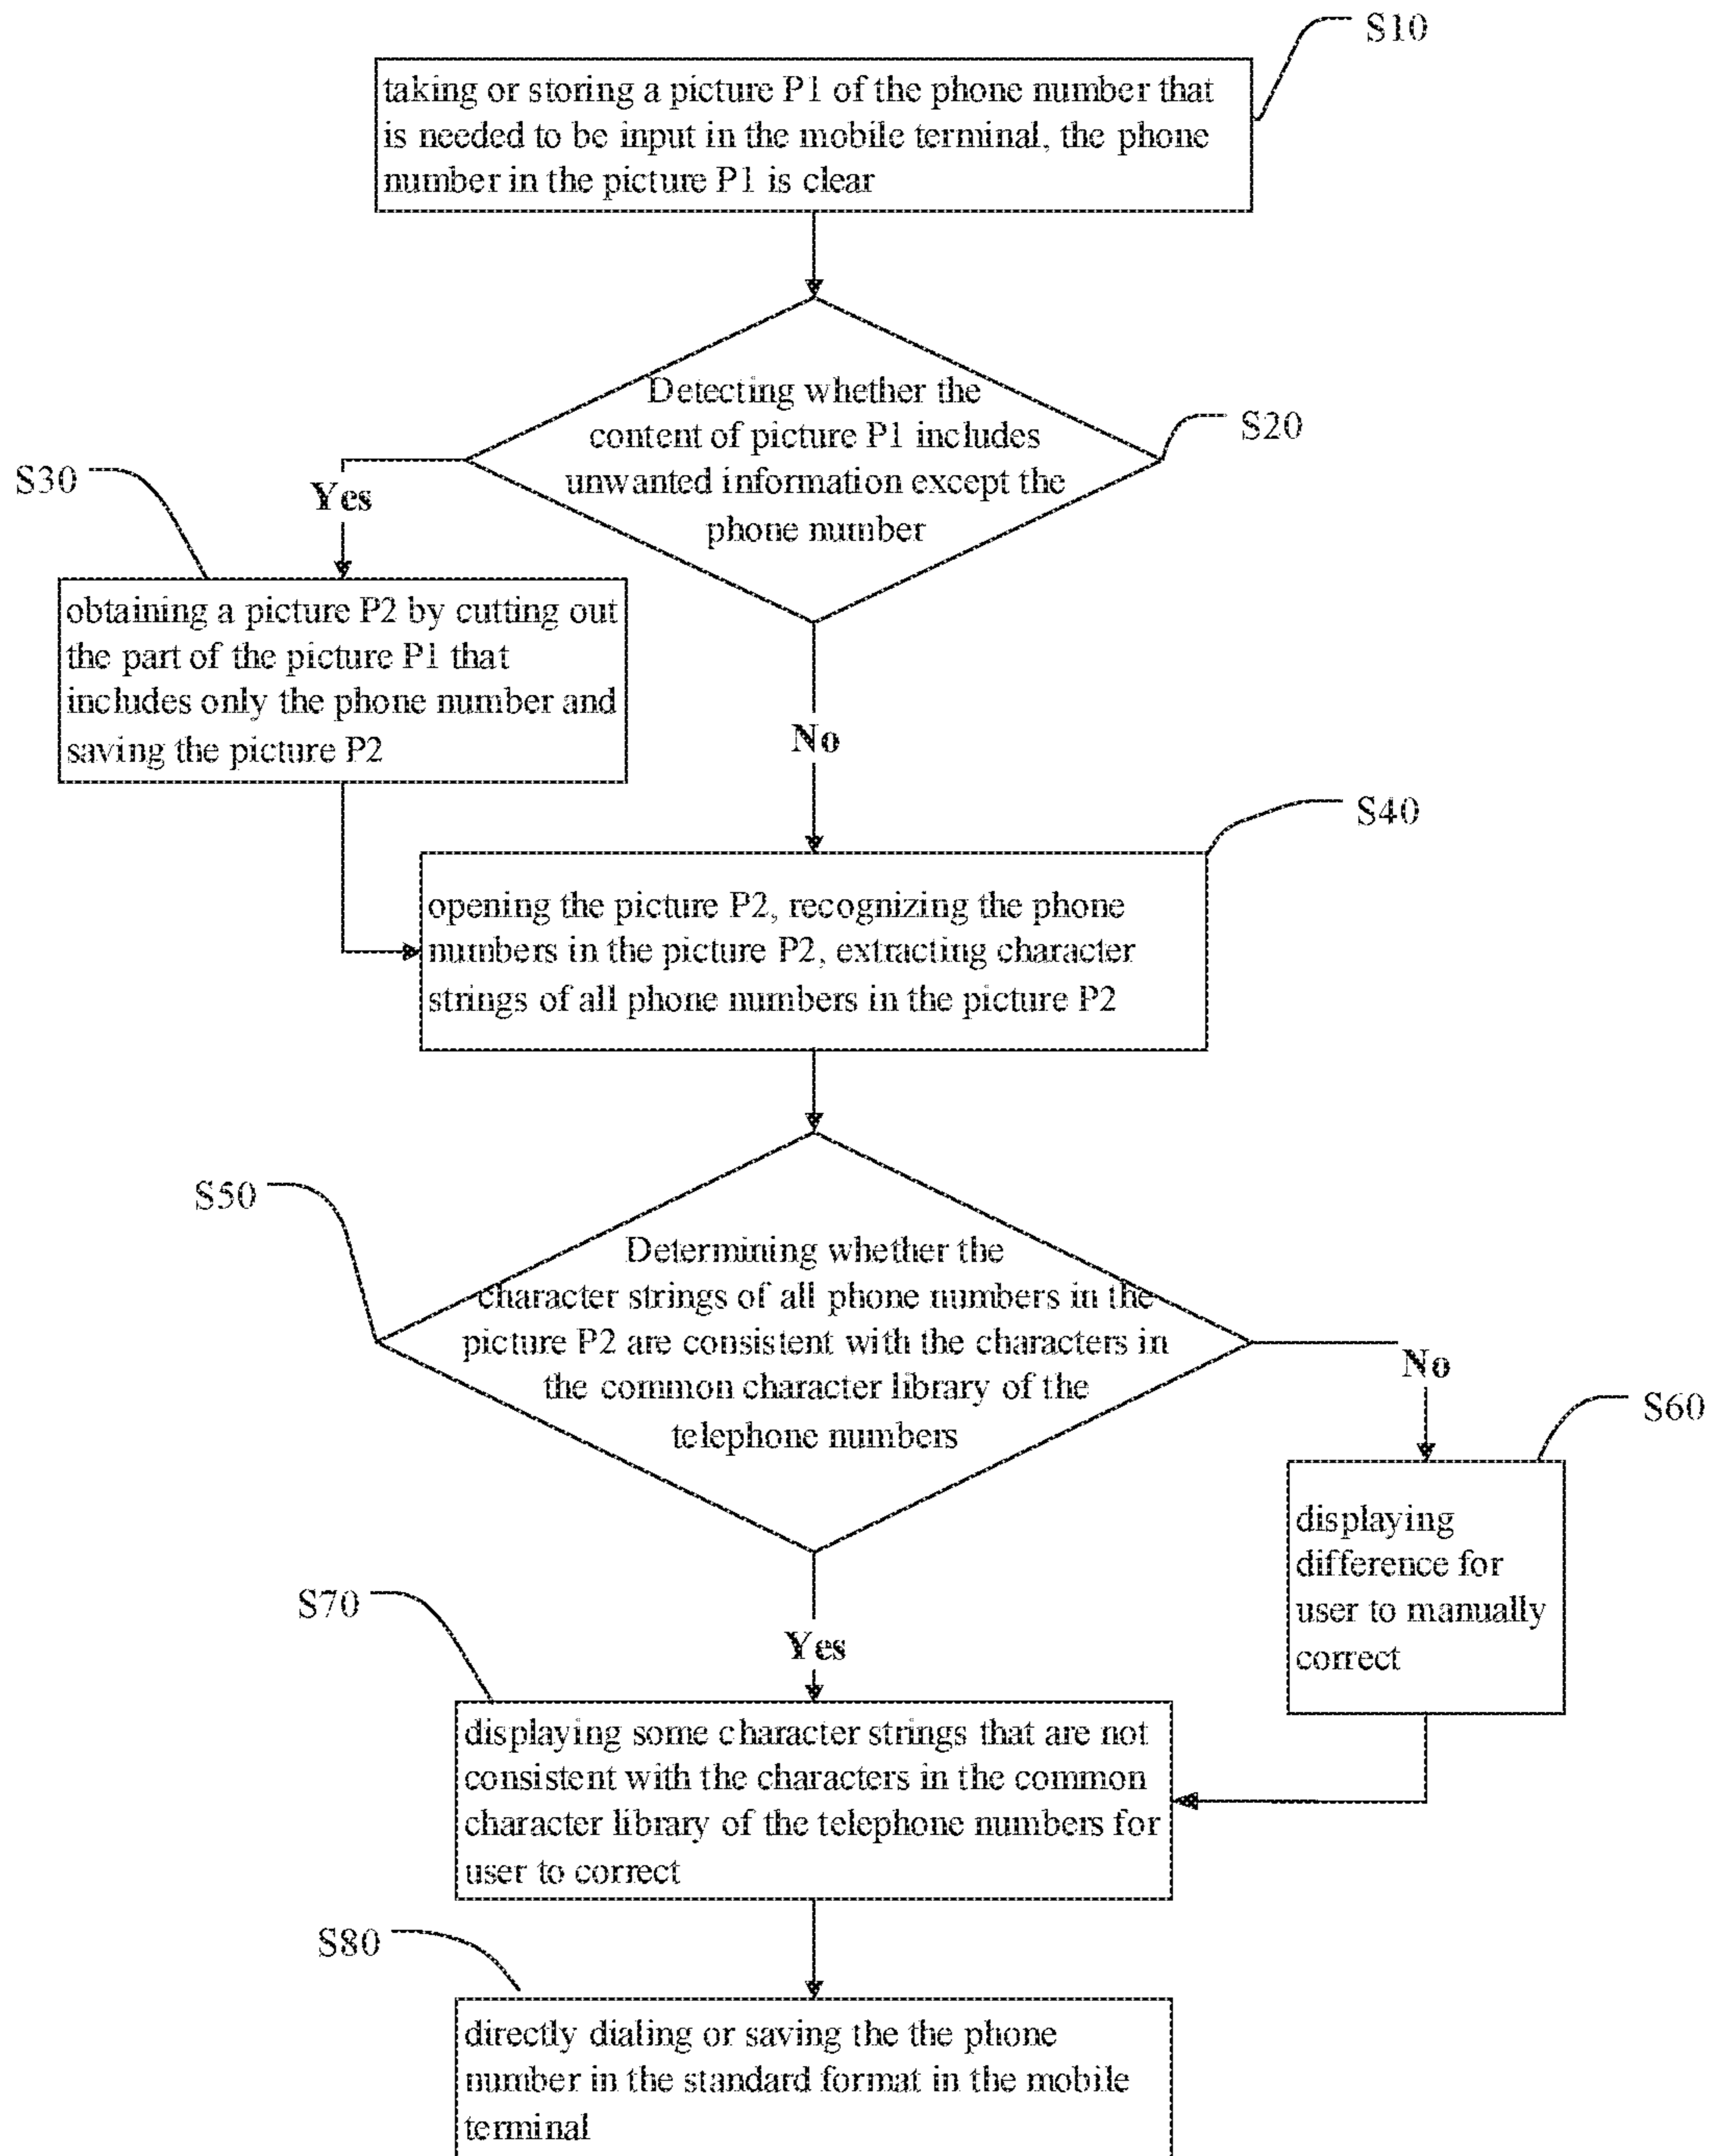 S10
taking or storing a picture P1 of the phone number that
is needed to be input in the mobile terminal, the phone
number in the picture P1 is clear
Detecting whether the
content of picture P1 includes
unwanted information except the
phone number
S20
S30
Yes
obtaining a picture P2 by cutting out
the part of the picture P1 that
includes only the phone number and
saving the picture P2
No
S40
opening the picture P2, recognizing the phone
numbers in the picture P2, extracting character
strings of all phone numbers in the picture P2
S50
Determining whether the
character strings of all phone numbers in the
picture P2 are consistent with the characters in
the common character library of the
telephone numbers
No
S60
displaying
difference for
user to manually
correct
S70
Yes
displaying some character strings that are not
consistent with the characters in the common
character library of the telephone numbers for
user to correct
S80
directly dialing or saving the the phone
number in the standard format in the mobile
terminal